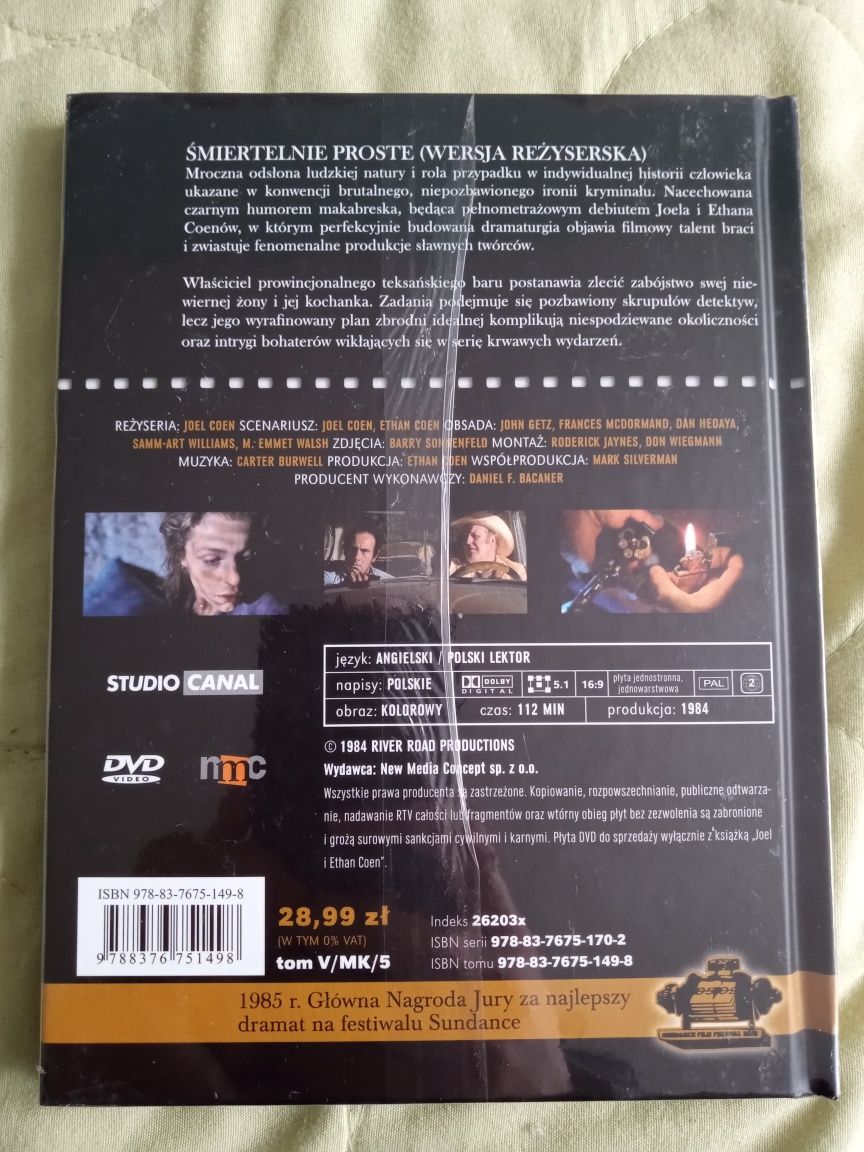 ŚMIERTELNIE PROSTE (WERSJA REŻYSERSKA)
Mroczna odsłona ludzkiej natury i rola przypadku w indywidualnej historii człowieka
ukazane w konwencji brutalnego, niepozbawionego ironii kryminału. Nacechowana
czarnym humorem makabreska, będąca pełnometrażowym debiutem Joela i Ethana
Coenów, w którym perfekcyjnie budowana dramaturgia objawia filmowy talent braci
i zwiastuje fenomenalne produkcje sławnych twórców.
Właściciel prowincjonalnego teksańskiego baru postanawia zlecić zabójstwo swej nie-
wiernej żony i jej kochanka. Zadania podejmuje się pozbawiony skrupułów detektyw,
lecz jego wyrafinowany plan zbrodni idealnej komplikują niespodziewane okoliczności
oraz intrygi bohaterów wikłających się w serię krwawych wydarzeń.
REŻYSERIA: JOEL COEN SCENARIUSZ: JOEL COEN, ETHAN COEN OBSADA: JOHN GETZ, FRANCES MCDORMAND, DAN HEDAYA,
SAMM-ART WILLIAMS, M. EMMET WALSH ZDJĘCIA: BARRY SONNENFELD MONTAŻ: RODERICK JAYNES, DON WIEGMANN
MUZYKA: CARTER BURWELL PRODUKCJA: ETHAN COEN WSPÓŁPRODUKCJA: MARK SILVERMAN
PRODUCENT WYKONAWCZY: DANIEL F. BACANER
STUDIO CANAL
język: ANGIELSKI / POLSKI LEKTOR
napisy: POLSKIE DOLBY DIGITAL 5.1 16:9 płyta jednostronna, jednowarstwowa PAL 2
obraz: KOLOROWY czas: 112 MIN produkcja: 1984
DVD VIDEO
nmc
© 1984 RIVER ROAD PRODUCTIONS
Wydawca: New Media Concept sp. z o.o.
Wszystkie prawa producenta są zastrzeżone. Kopiowanie, rozpowszechnianie, publiczne odtwarza-
nie, nadawanie RTV całości lub fragmentów oraz wtórny obieg płyt bez zezwolenia są zabronione
i grożą surowymi sankcjami cywilnymi i karnymi. Płyta DVD do sprzedaży wyłącznie z książką „Joel
i Ethan Coen”.
ISBN 978-83-7675-149-8
9 788376 751498
28,99 zł
(W TYM 0% VAT)
tom V/MK/5
Indeks 26203x
ISBN serii 978-83-7675-170-2
ISBN tomu 978-83-7675-149-8
1985 r. Główna Nagroda Jury za najlepszy
dramat na festiwalu Sundance